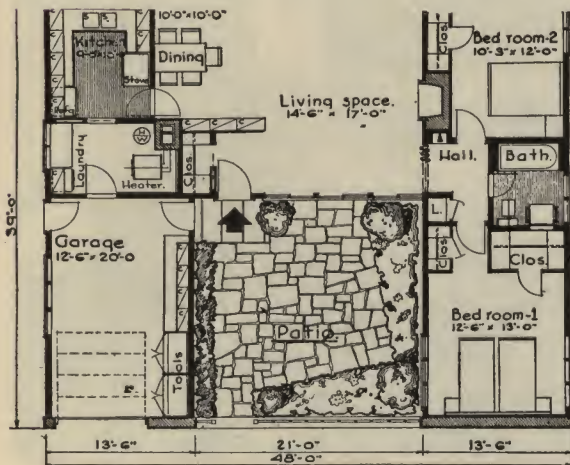 10'-0" × 10'-0"
Kitchen
Dining
Stove
Clos.
Bed room-2
10'-3" × 12'-0"
Living space.
14'-6" × 17'-0"
Laundry
Heater.
Clos.
Hall.
Bath.
L.
Clos
Clos.
Garage
12'-6" × 20'-0
Tools
Patio.
Bed room-1
12'-6" × 13'-0"
39'-0"
13'-6"
21'-0"
13'-6"
48'-0"